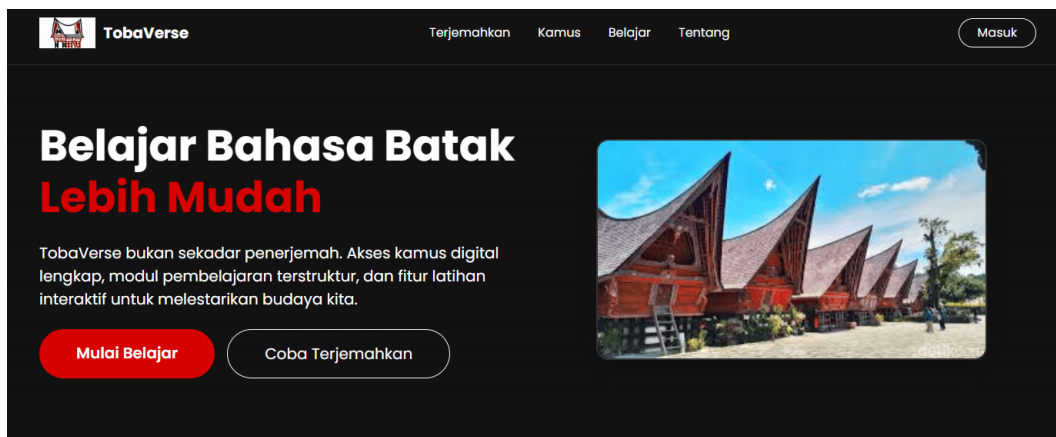 TobaVerse
Terjemahkan
Kamus
Belajar
Tentang
Masuk
Belajar Bahasa Batak
Lebih Mudah
TobaVerse bukan sekadar penerjemah. Akses kamus digital
lengkap, modul pembelajaran terstruktur, dan fitur latihan
interaktif untuk melestarikan budaya kita.
Mulai Belajar
Coba Terjemahkan